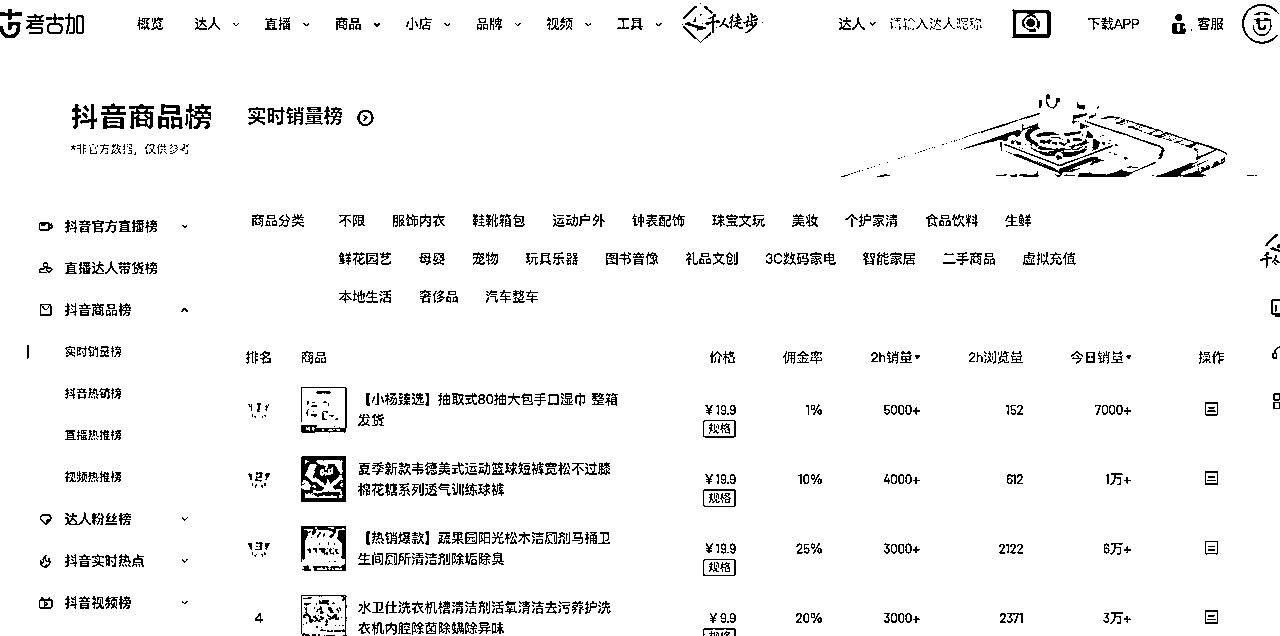 考古加 概览 达人 直播 商品 小店 品牌 视频 工具 千人徒步 达人 请输入达人昵称 下载APP 客服
抖音商品榜 实时销量榜
*非官方数据，仅供参考
抖音官方直播榜
直播达人带货榜
抖音商品榜
实时销量榜
抖音热销榜
直播热推榜
视频热推榜
达人粉丝榜
抖音实时热点
抖音视频榜
商品分类 不限 服饰内衣 鞋靴箱包 运动户外 钟表配饰 珠宝文玩 美妆 个护家清 食品饮料 生鲜
鲜花园艺 母婴 宠物 玩具乐器 图书音像 礼品文创 3C数码家电 智能家居 二手商品 虚拟充值
本地生活 奢侈品 汽车整车
排名 商品 价格 佣金率 2h销量 2h浏览量 今日销量 操作
1 【小杨臻选】抽取式80抽大包手口湿巾 整箱
发货
¥19.9 1% 5000+ 152 7000+
规格
2 夏季新款韦德美式运动篮球短裤宽松不过膝
棉花糖系列透气训练球裤
¥19.9 10% 4000+ 612 1万+
规格
3 【热销爆款】蔬果园阳光松木洁厕剂马桶卫
生间厕所清洁剂除垢除臭
¥19.9 25% 3000+ 2122 6万+
规格
4 水卫仕洗衣机槽清洁剂活氧清洁去污养护洗
衣机内腔除菌除螨除异味
¥9.9 20% 3000+ 2371 3万+
规格